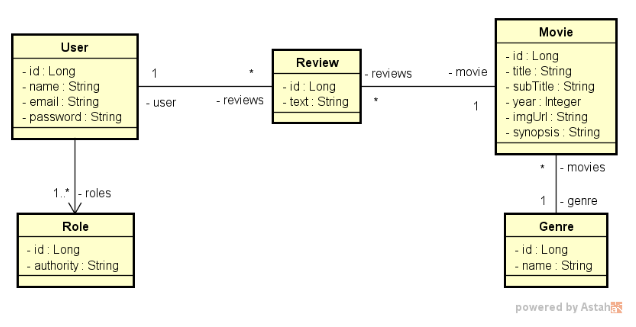 User
- id : Long
- name : String
- email : String
- password : String
1
- user
*
- reviews
Review
- id : Long
- text : String
- reviews
*
- movie
1
Movie
- id : Long
- title : String
- subTitle : String
- year : Integer
- imgUrl : String
- synopsis : String
1..*
- roles
Role
- id : Long
- authority : String
*
- movies
1
- genre
Genre
- id : Long
- name : String
powered by Astah